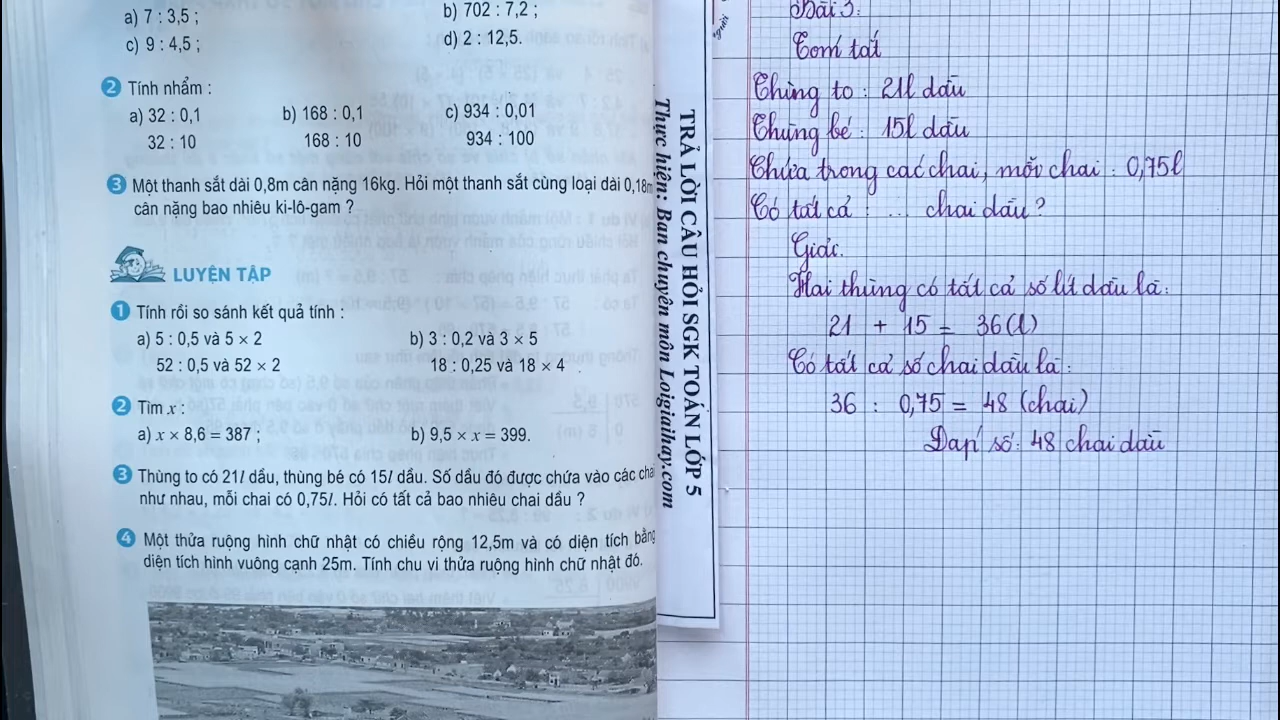 a) 7 : 3,5 ;
b) 702 : 7,2 ;
c) 9 : 4,5 ;
d) 2 : 12,5.
2 Tính nhẩm :
a) 32 : 0,1
b) 168 : 0,1
c) 934 : 0,01
32 : 10
168 : 10
934 : 100
3 Một thanh sắt dài 0,8m cân nặng 16kg. Hỏi một thanh sắt cùng loại dài 0,18m
cân nặng bao nhiêu ki-lô-gam ?
LUYỆN TẬP
1 Tính rồi so sánh kết quả tính :
a) 5 : 0,5 và 5 × 2
b) 3 : 0,2 và 3 × 5
52 : 0,5 và 52 × 2
18 : 0,25 và 18 × 4
2 Tìm x :
a) x × 8,6 = 387 ;
b) 9,5 × x = 399.
3 Thùng to có 21l dầu, thùng bé có 15l dầu. Số dầu đó được chứa vào các chai
như nhau, mỗi chai có 0,75l. Hỏi có tất cả bao nhiêu chai dầu ?
4 Một thửa ruộng hình chữ nhật có chiều rộng 12,5m và có diện tích bằng
diện tích hình vuông cạnh 25m. Tính chu vi thửa ruộng hình chữ nhật đó.
TRẢ LỜI CÂU HỎI SGK TOÁN LỚP 5
Thực hiện: Ban chuyên môn Loigiaihay.com
người
Bài 3:
Tóm tắt
Thùng to : 21l dầu
Thùng bé : 15l dầu
Chứa trong các chai, mỗi chai : 0,75l
Có tất cả : ... chai dầu ?
Giải.
Hai thùng có tất cả số lít dầu là:
21 + 15 = 36 (l)
Có tất cả số chai dầu là :
36 : 0,75 = 48 (chai)
Đáp số: 48 chai dầu